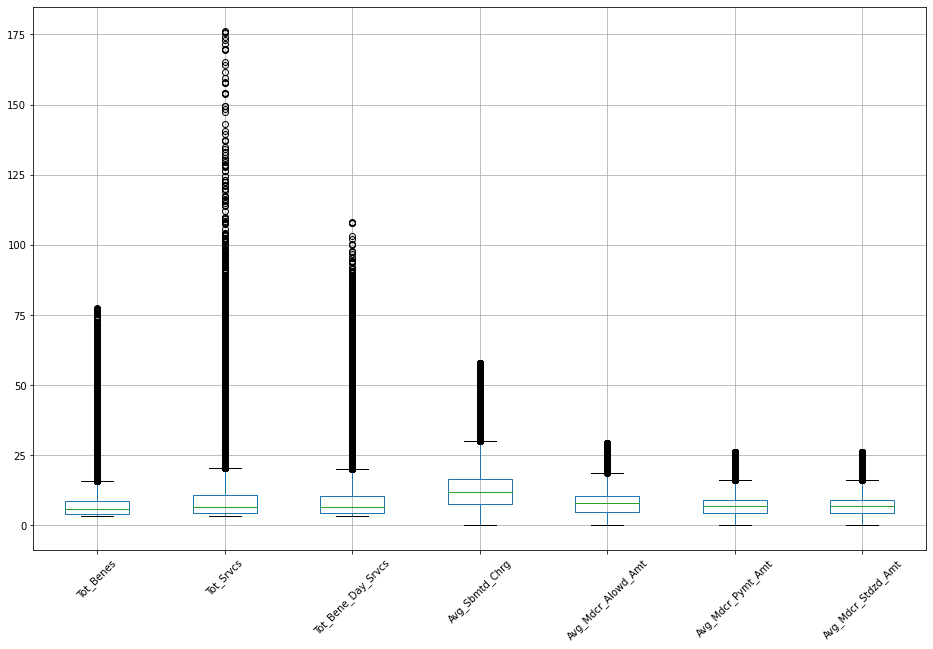 175
150
125
100
75
50
25
0
Tot_Benes
Tot_Srvcs
Tot_Bene_Day_Srvcs
Avg_Sbmtd_Chrg
Avg_Mdcr_Alowd_Amt
Avg_Mdcr_Pymt_Amt
Avg_Mdcr_Stdzd_Amt